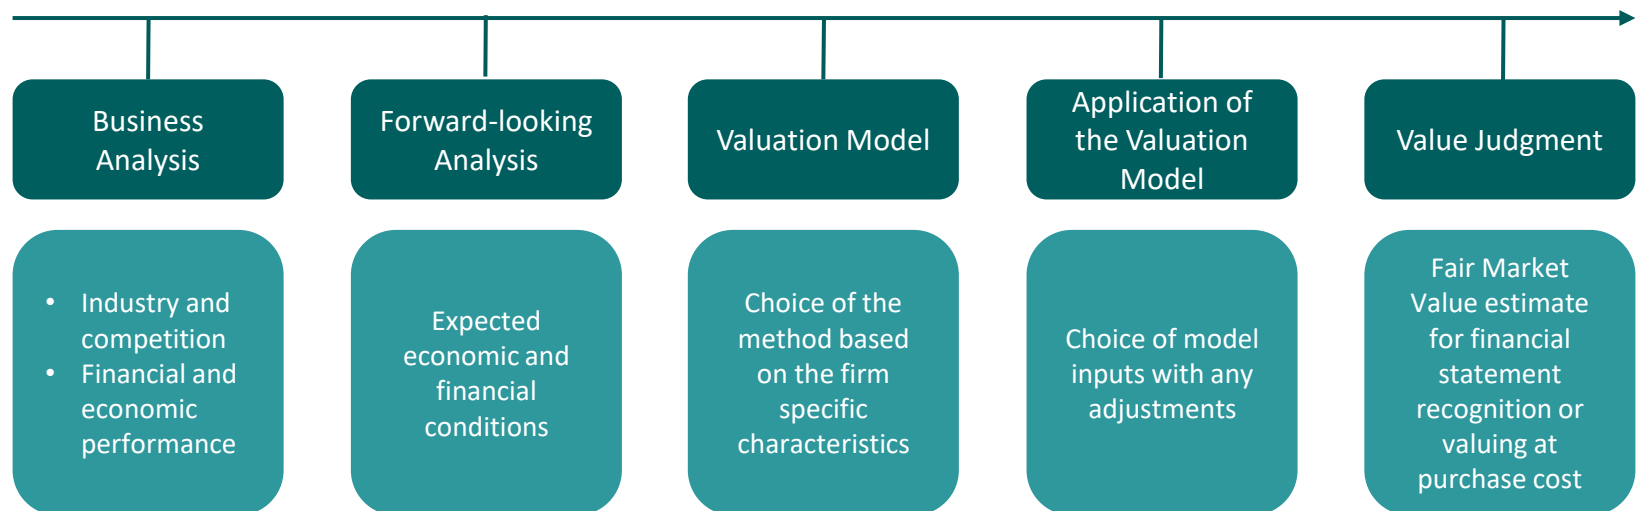 Business
Analysis
Forward-looking
Analysis
Valuation Model
Application of
the Valuation
Model
Value Judgment
• Industry and
competition
• Financial and
economic
performance
Expected
economic and
financial
conditions
Choice of the
method based
on the firm
specific
characteristics
Choice of model
inputs with any
adjustments
Fair Market
Value estimate
for financial
statement
recognition or
valuing at
purchase cost